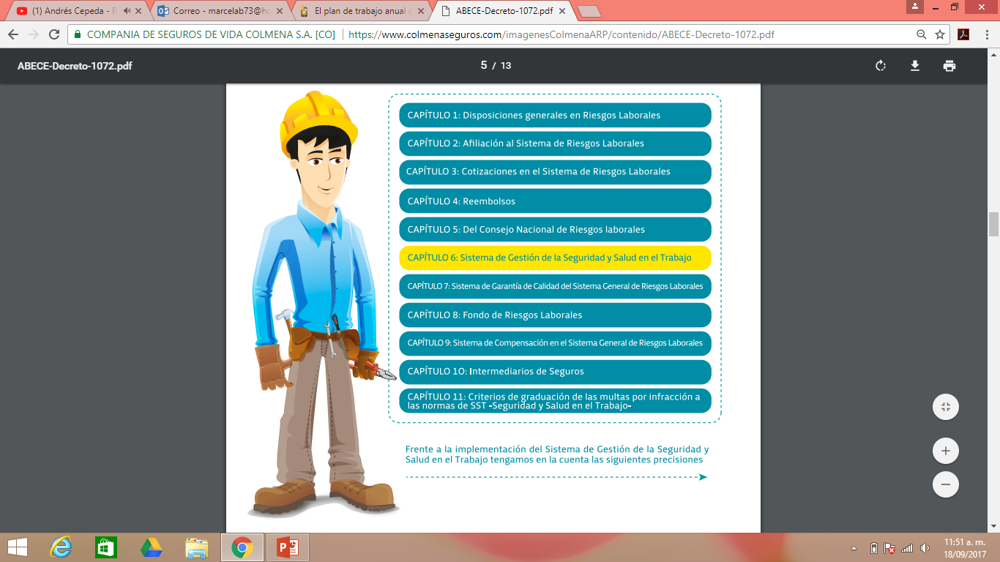 (1) Andrés Cepeda - P
Correo - marcelab73@ho
El plan de trabajo anual d
ABECE-Decreto-1072.pdf
COMPANIA DE SEGUROS DE VIDA COLMENA S.A. [CO]
https://www.colmenaseguros.com/imagenesColmenaARP/contenido/ABECE-Decreto-1072.pdf
ABECE-Decreto-1072.pdf
5 / 13
CAPÍTULO 1: Disposiciones generales en Riesgos Laborales
CAPÍTULO 2: Afiliación al Sistema de Riesgos Laborales
CAPÍTULO 3: Cotizaciones en el Sistema de Riesgos Laborales
CAPÍTULO 4: Reembolsos
CAPÍTULO 5: Del Consejo Nacional de Riesgos laborales
CAPÍTULO 6: Sistema de Gestión de la Seguridad y Salud en el Trabajo
CAPÍTULO 7: Sistema de Garantía de Calidad del Sistema General de Riesgos Laborales
CAPÍTULO 8: Fondo de Riesgos Laborales
CAPÍTULO 9: Sistema de Compensación en el Sistema General de Riesgos Laborales
CAPÍTULO 10: Intermediarios de Seguros
CAPÍTULO 11: Criterios de graduación de las multas por infracción a
las normas de SST -Seguridad y Salud en el Trabajo-
Frente a la implementación del Sistema de Gestión de la Seguridad y
Salud en el Trabajo tengamos en la cuenta las siguientes precisiones
11:51 a. m.
18/09/2017